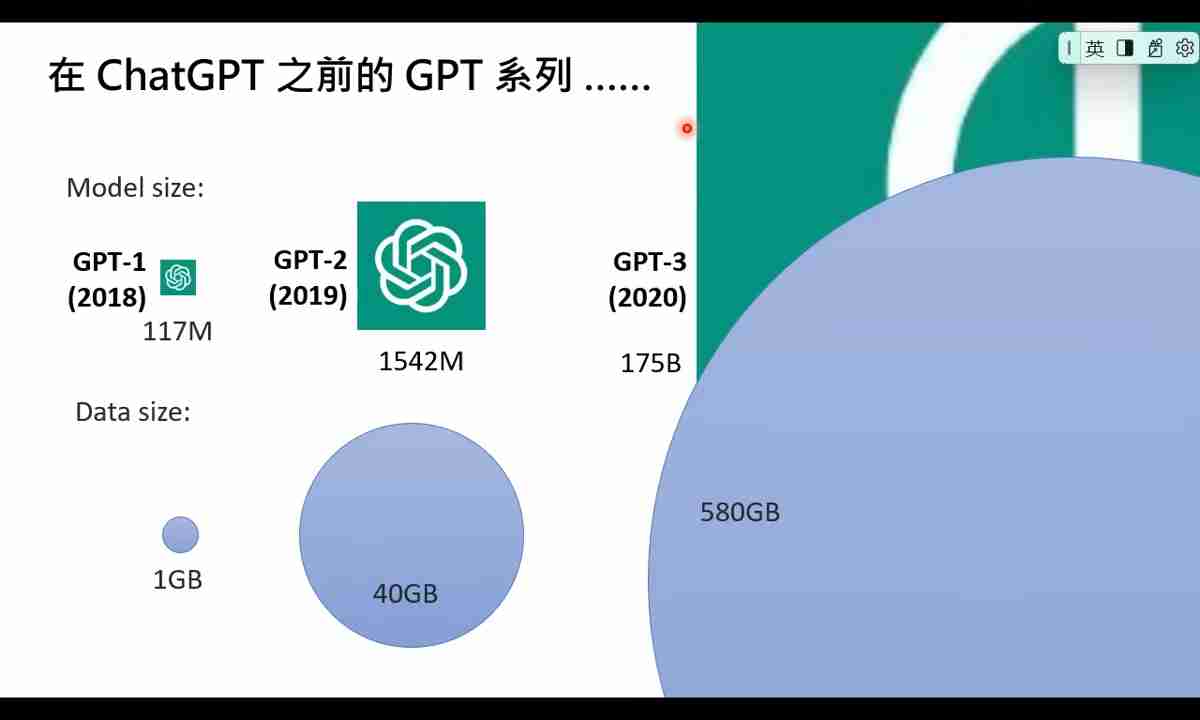 在 ChatGPT 之前的 GPT 系列 ......
英
Model size:
GPT-1
(2018)
117M
GPT-2
(2019)
1542M
GPT-3
(2020)
175B
Data size:
1GB
40GB
580GB